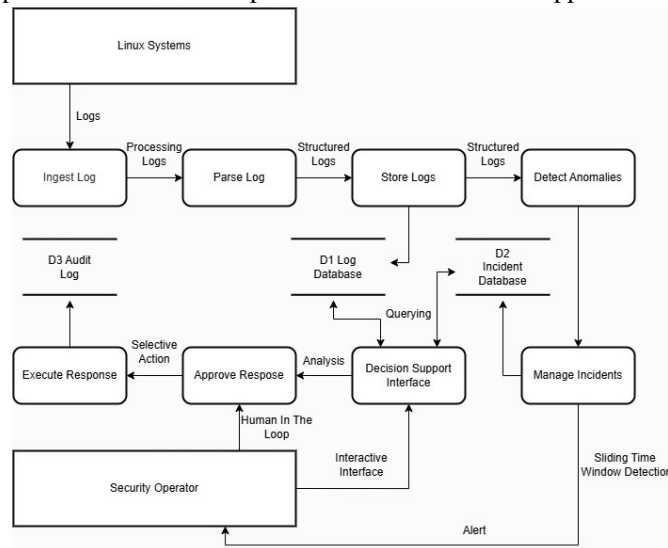 Linux Systems
Logs
Processing
Logs
Structured
Logs
Structured
Logs
Ingest Log
Parse Log
Store Logs
Detect Anomalies
D3 Audit
Log
D1 Log
Database
D2
Incident
Database
Querying
Selective
Action
Analysis
Execute Response
Approve Respose
Decision Support
Interface
Manage Incidents
Human In The
Loop
Interactive
Interface
Sliding Time
Window Detection
Security Operator
Alert